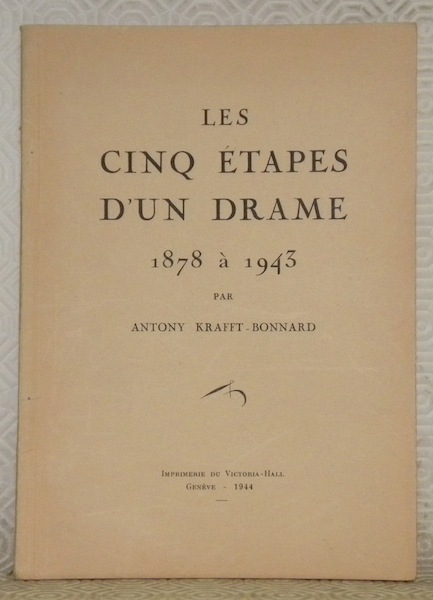 LES
CINQ ÉTAPES
D'UN DRAME
1878 à 1943
PAR
ANTONY KRAFFT-BONNARD
IMPRIMERIE DU VICTORIA-HALL
GENÈVE - 1944